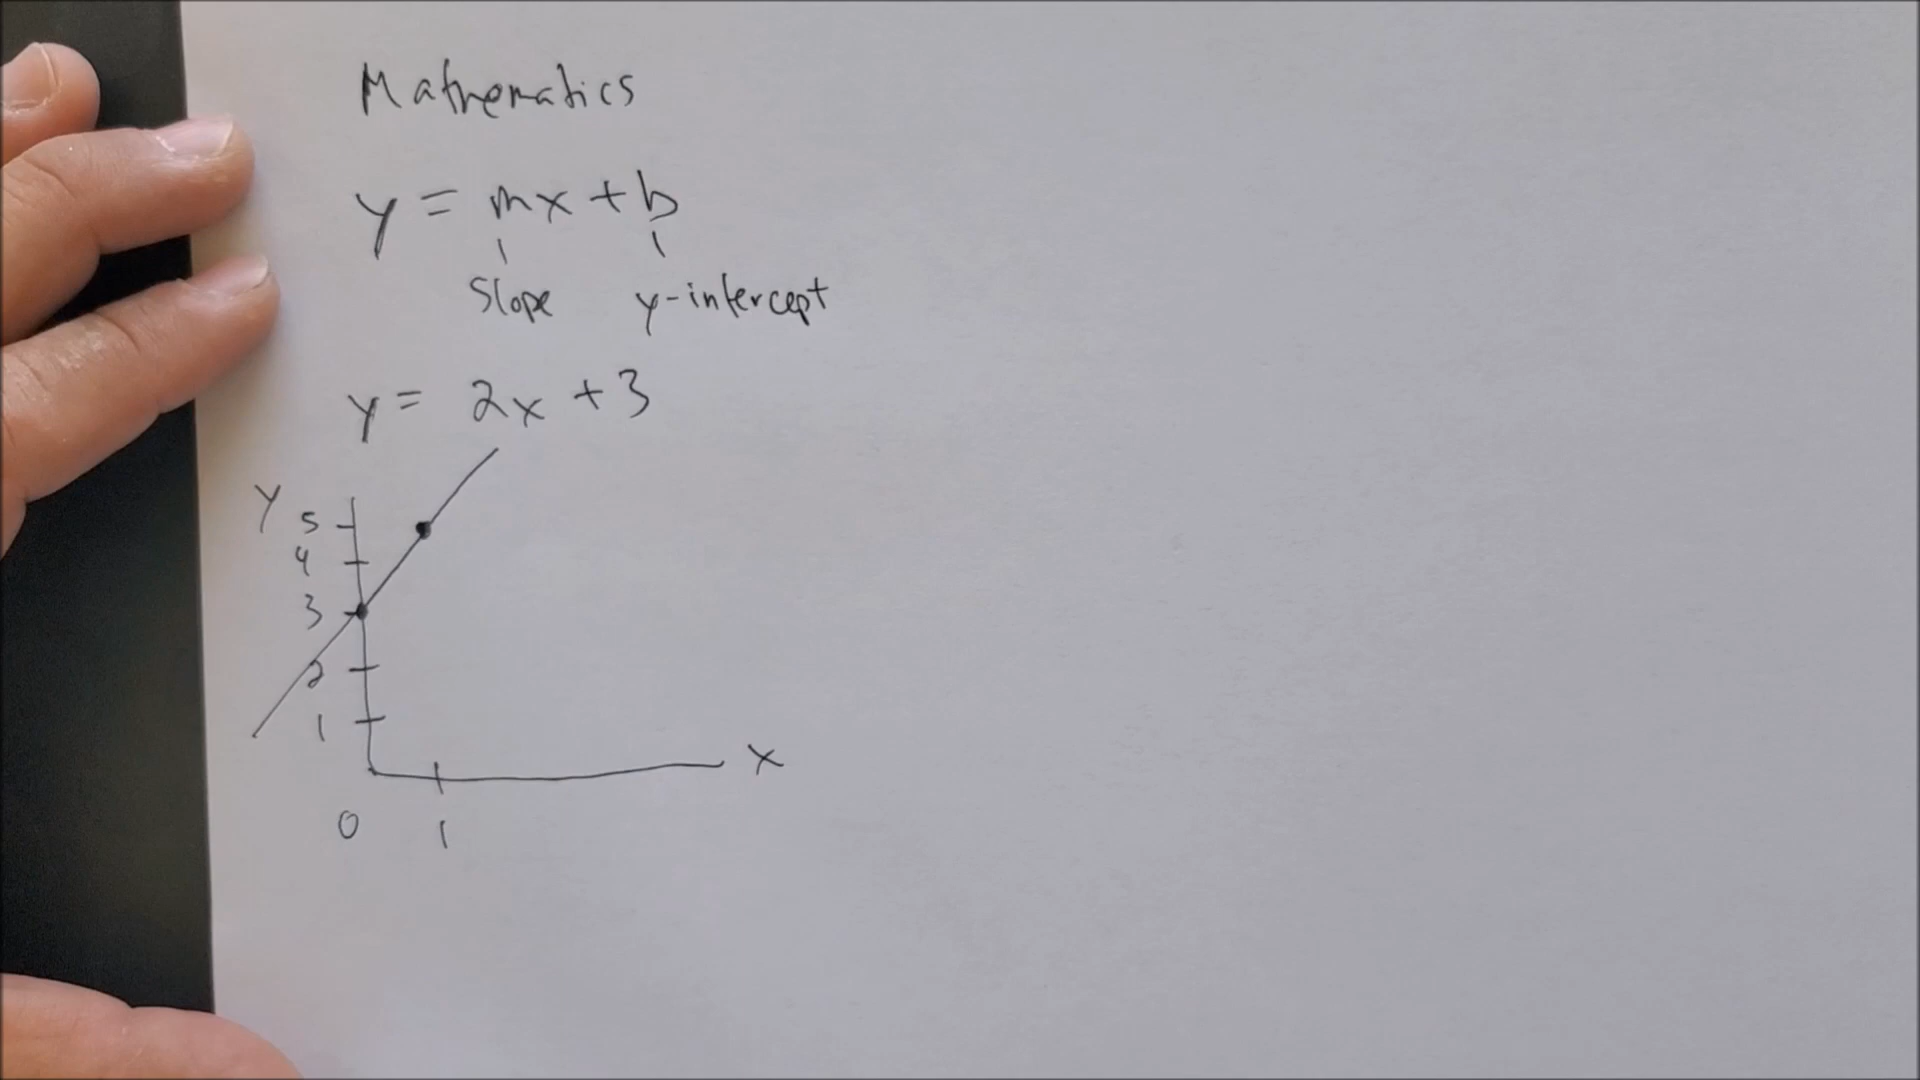 Mathematics
y = mx + b
slope y-intercept
y = 2x + 3
y
5
4
3
2
1
x
0 1